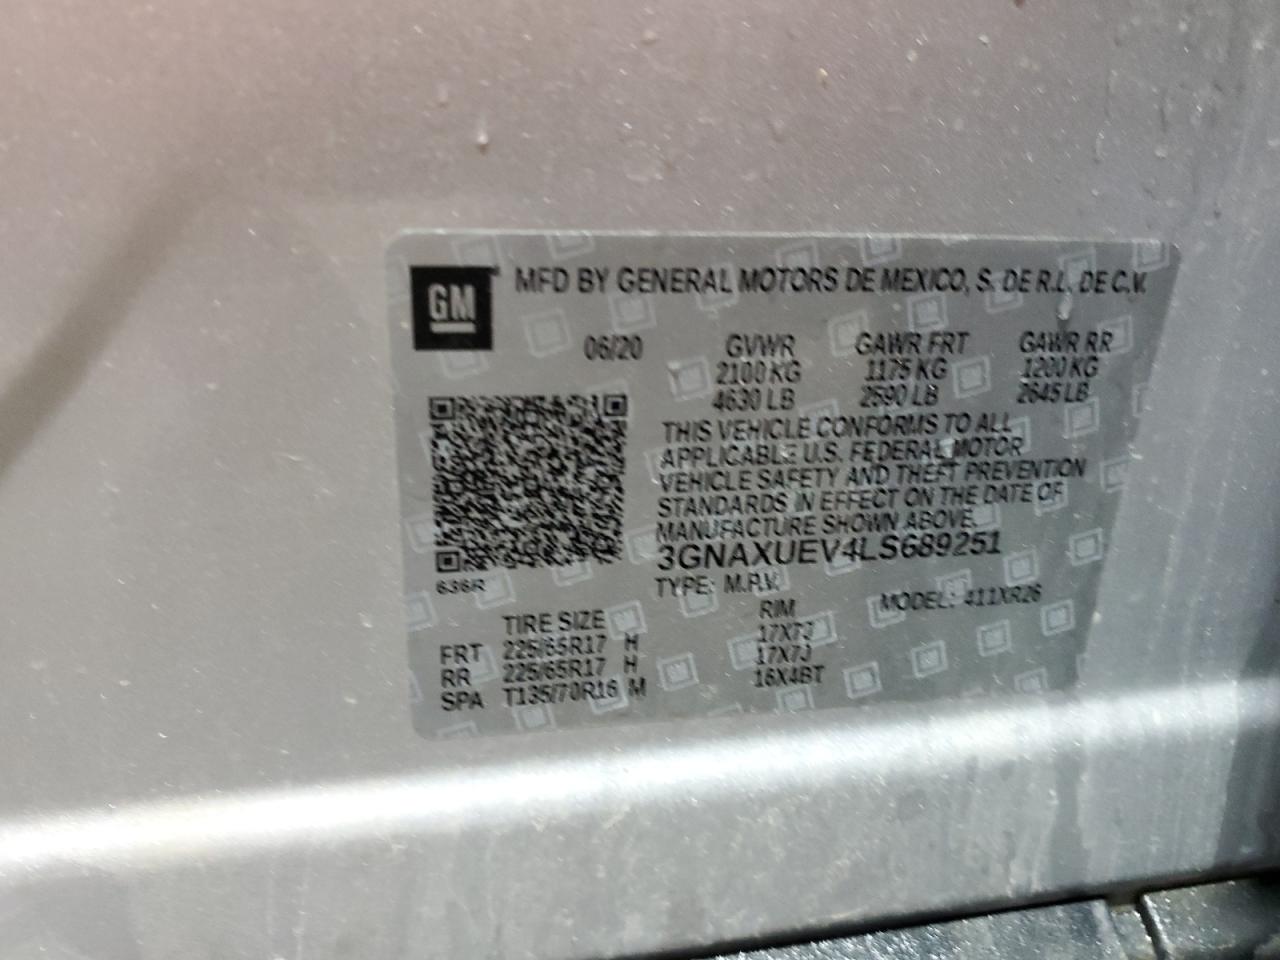 GM
MFD BY GENERAL MOTORS DE MEXICO, S. DE R.L. DE C.V.
06/20 GVWR GAWR FRT GAWR RR
2100 KG 1175 KG 1200 KG
4630 LB 2590 LB 2645 LB
THIS VEHICLE CONFORMS TO ALL
APPLICABLE U.S. FEDERAL MOTOR
VEHICLE SAFETY AND THEFT PREVENTION
STANDARDS IN EFFECT ON THE DATE OF
MANUFACTURE SHOWN ABOVE.
3GNAXUEV4LS689251
636R
TYPE: M.P.V. MODEL: 411XR26
TIRE SIZE RIM
FRT 225/65R17 H 17X7J
RR 225/65R17 H 17X7J
SPA T135/70R16 M 16X4BT